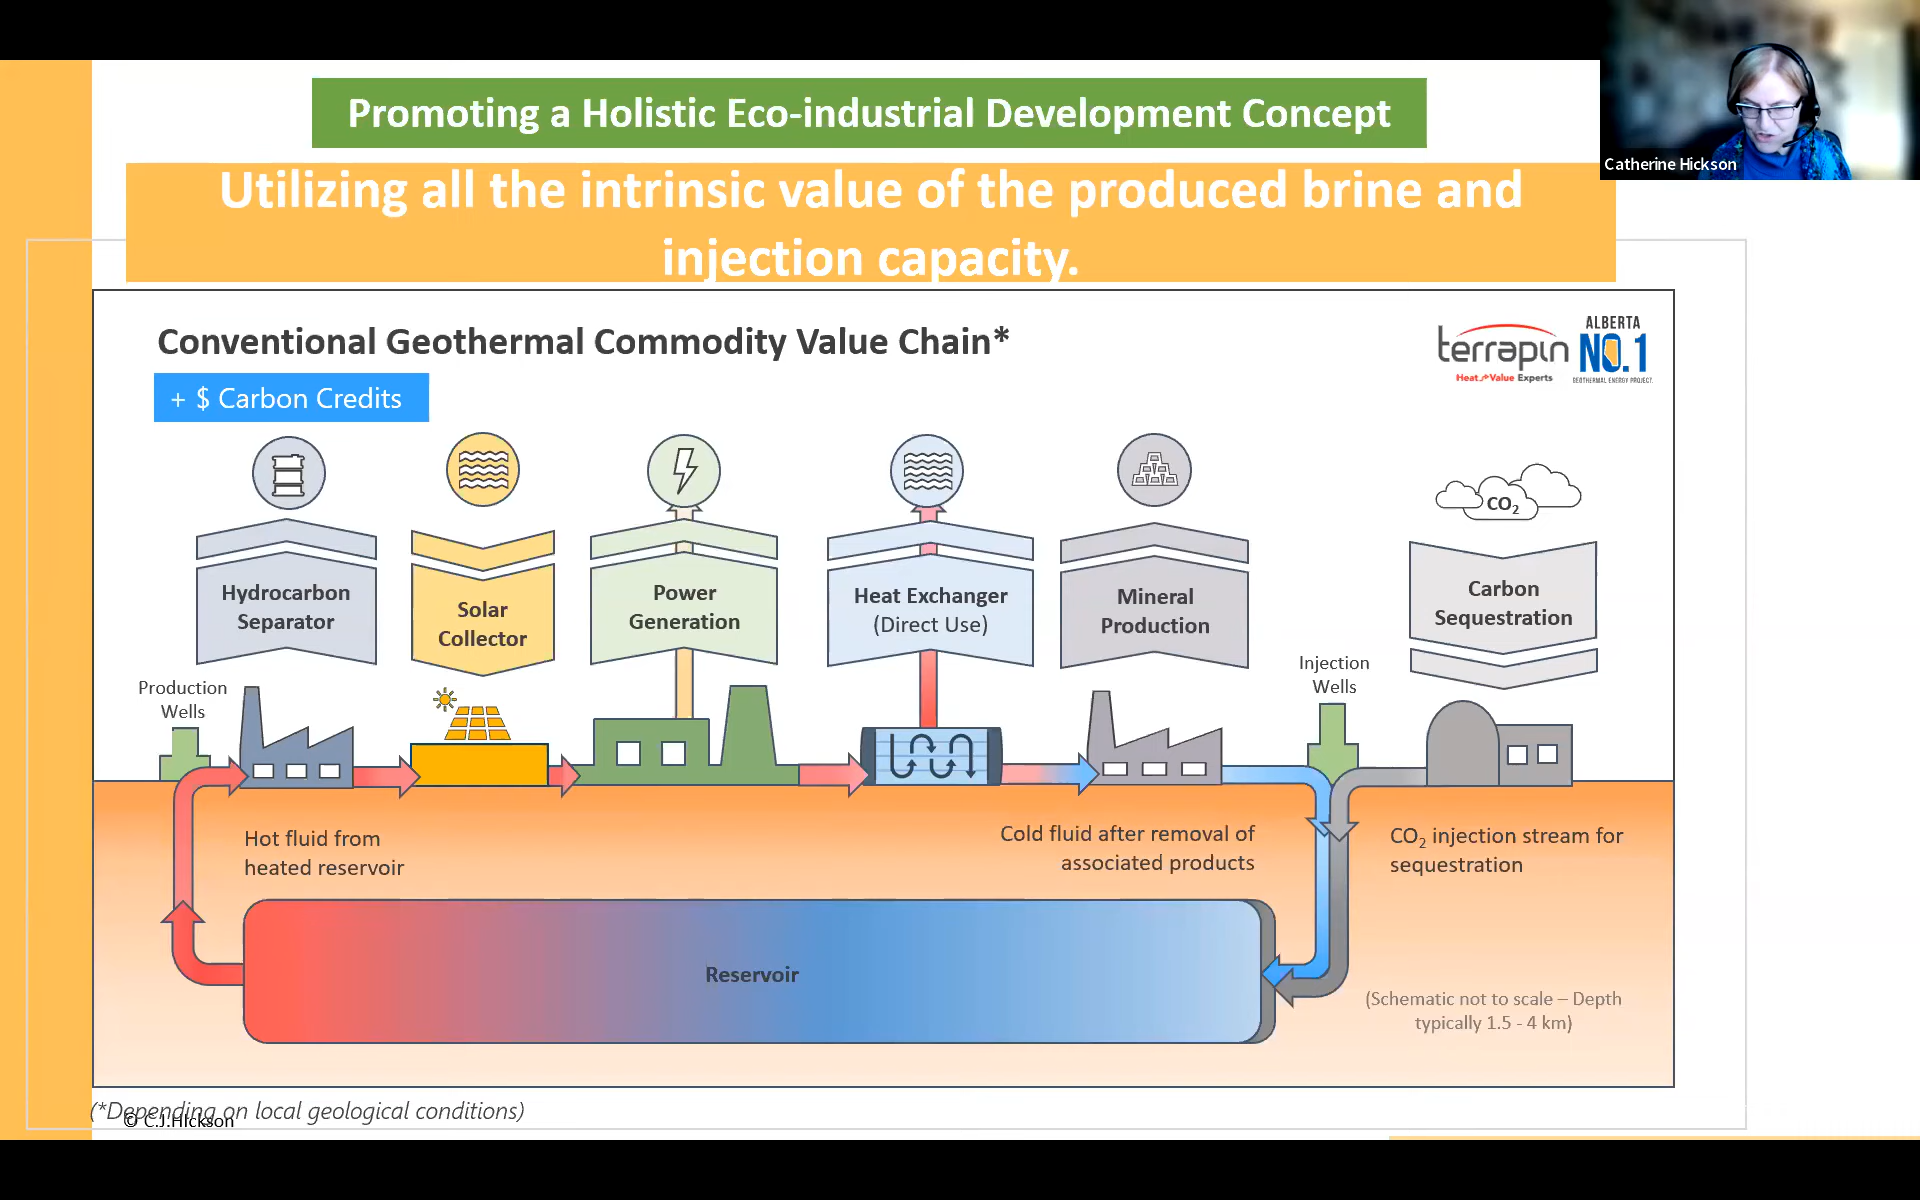 Promoting a Holistic Eco-industrial Development Concept
Catherine Hickson
Utilizing all the intrinsic value of the produced brine and
injection capacity.
Conventional Geothermal Commodity Value Chain*
terrapin
Heat Value Experts
ALBERTA
NO.1
GEOTHERMAL ENERGY PROJECT.
+ $ Carbon Credits
CO2
Hydrocarbon
Separator
Solar
Collector
Power
Generation
Heat Exchanger
(Direct Use)
Mineral
Production
Carbon
Sequestration
Production
Wells
Injection
Wells
Hot fluid from
heated reservoir
Cold fluid after removal of
associated products
CO2 injection stream for
sequestration
Reservoir
(Schematic not to scale – Depth
typically 1.5 - 4 km)
(*Depending on local geological conditions)
© C.J.HIckson